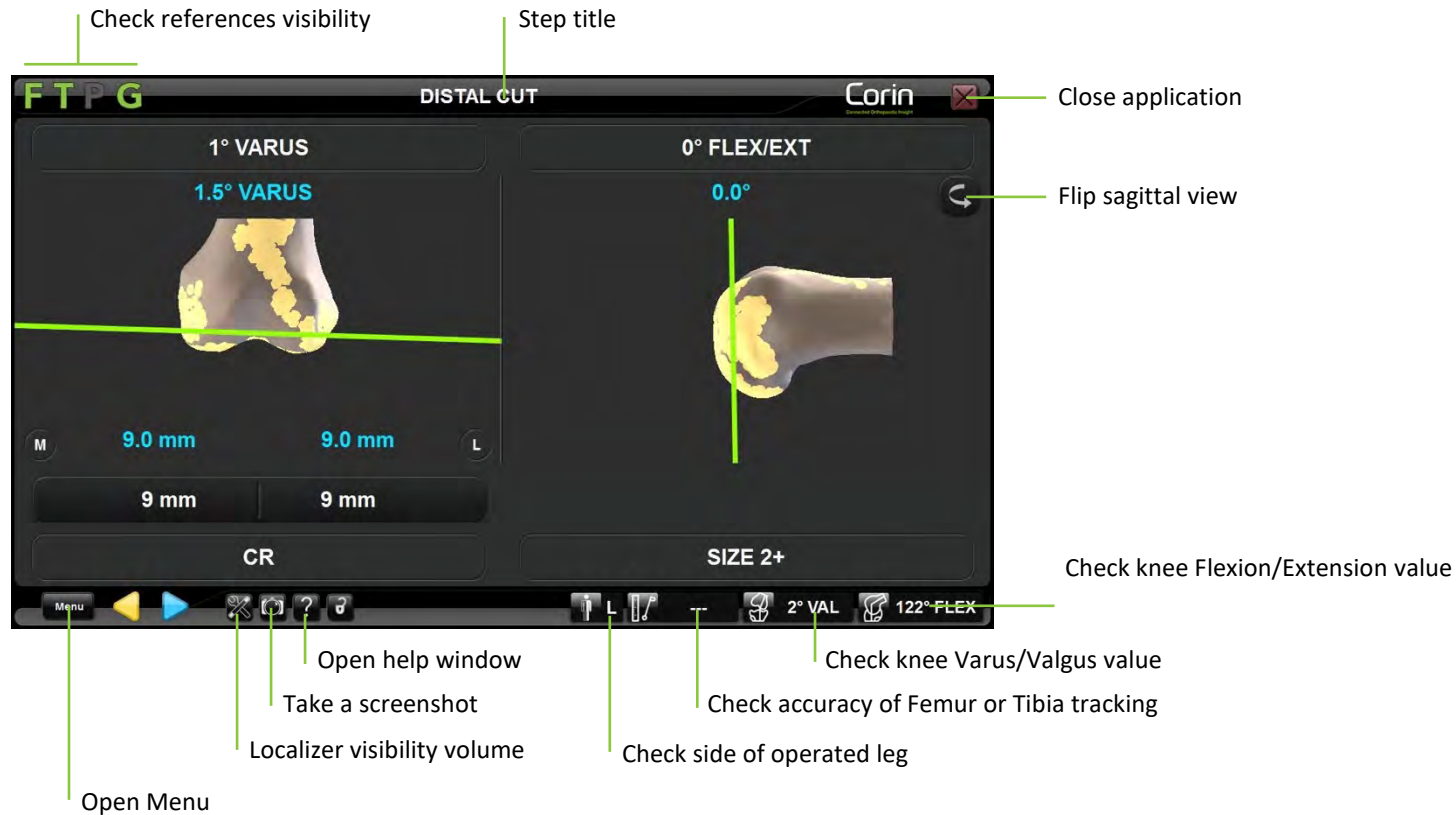 Check references visibility
Step title
F T P G
DISTAL CUT
Corin
Connected Orthopaedic Insight
Close application
1° VARUS
0° FLEX/EXT
1.5° VARUS
0.0°
Flip sagittal view
M
9.0 mm
9.0 mm
L
9 mm
9 mm
CR
SIZE 2+
Check knee Flexion/Extension value
Menu
?
L
---
2° VAL
122° FLEX
Open help window
Check knee Varus/Valgus value
Take a screenshot
Check accuracy of Femur or Tibia tracking
Localizer visibility volume
Check side of operated leg
Open Menu